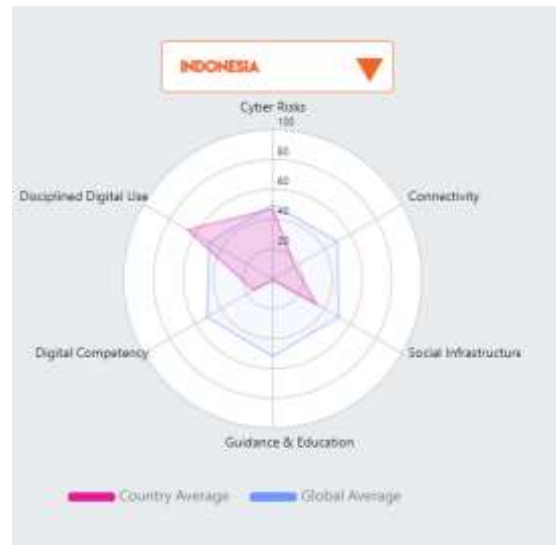 INDONESIA
Cyber Risks
100
80
60
40
20
Disciplined Digital Use
Connectivity
Digital Competency
Social Infrastructure
Guidance & Education
Country Average
Global Average